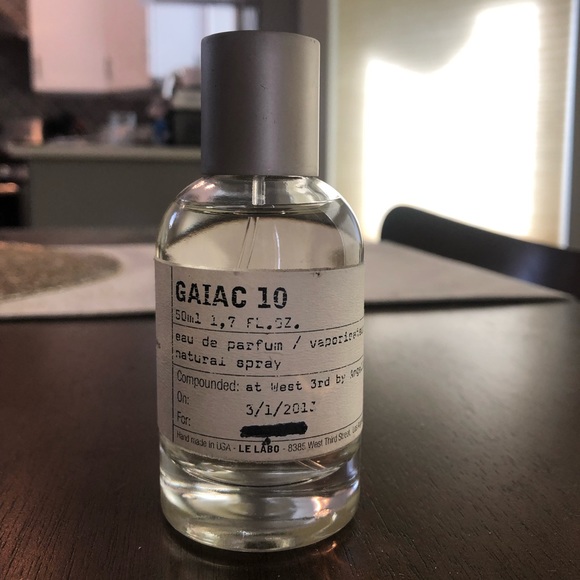 GAIAC 10
50ml 1,7 FL.OZ.
eau de parfum /
natural spray
Compounded: at West 3rd by
On: 3/1/201
For:
Hand made in USA - LE LABO - 8385 West Third Street,